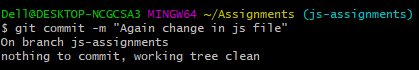 Dell@DESKTOP-NCGCSA3 MINGW64 ~/Assignments (js-assignments)
$ git commit -m "Again change in js file"
On branch js-assignments
nothing to commit, working tree clean